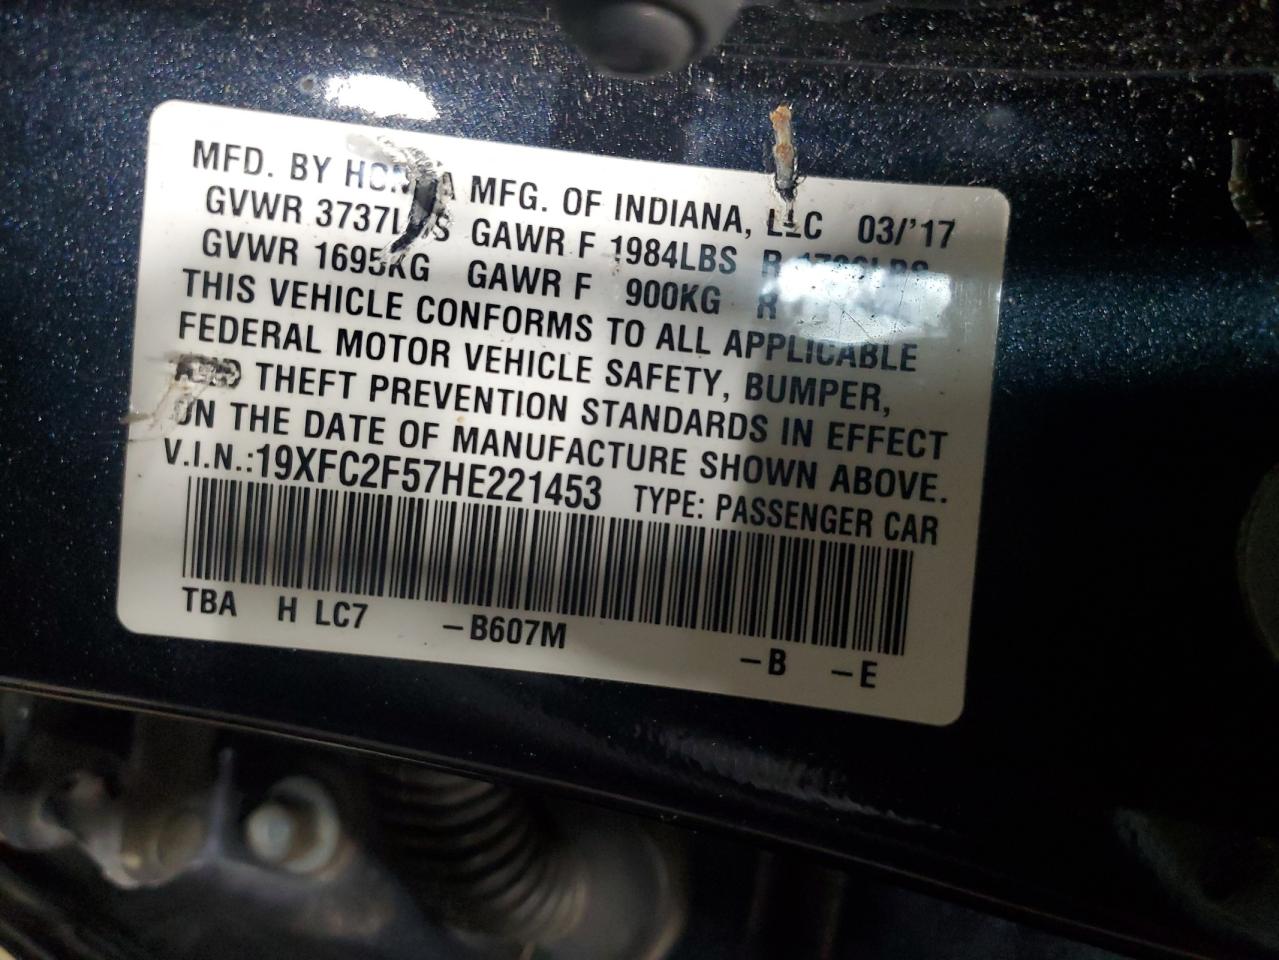 MFD. BY HONDA MFG. OF INDIANA, LLC 03/'17
GVWR 3737LBS GAWR F 1984LBS R
GVWR 1695KG GAWR F 900KG R
THIS VEHICLE CONFORMS TO ALL APPLICABLE
FEDERAL MOTOR VEHICLE SAFETY, BUMPER,
THEFT PREVENTION STANDARDS IN EFFECT
ON THE DATE OF MANUFACTURE SHOWN ABOVE.
V.I.N.:19XFC2F57HE221453 TYPE: PASSENGER CAR
TBA H LC7 –B607M –B –E